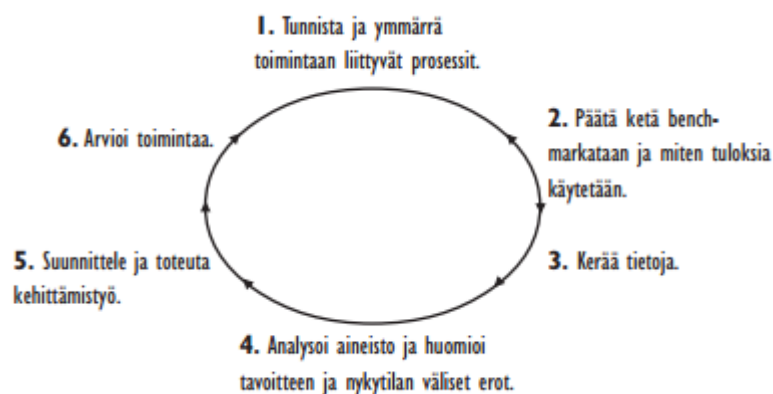 1. Tunnista ja ymmärrä
toimintaan liittyvät prosessit.
2. Päätä ketä bench-
markataan ja miten tuloksia
käytetään.
3. Kerää tietoja.
4. Analysoi aineisto ja huomioi
tavoitteen ja nykytilan väliset erot.
5. Suunnittele ja toteuta
kehittämistyö.
6. Arvioi toimintaa.